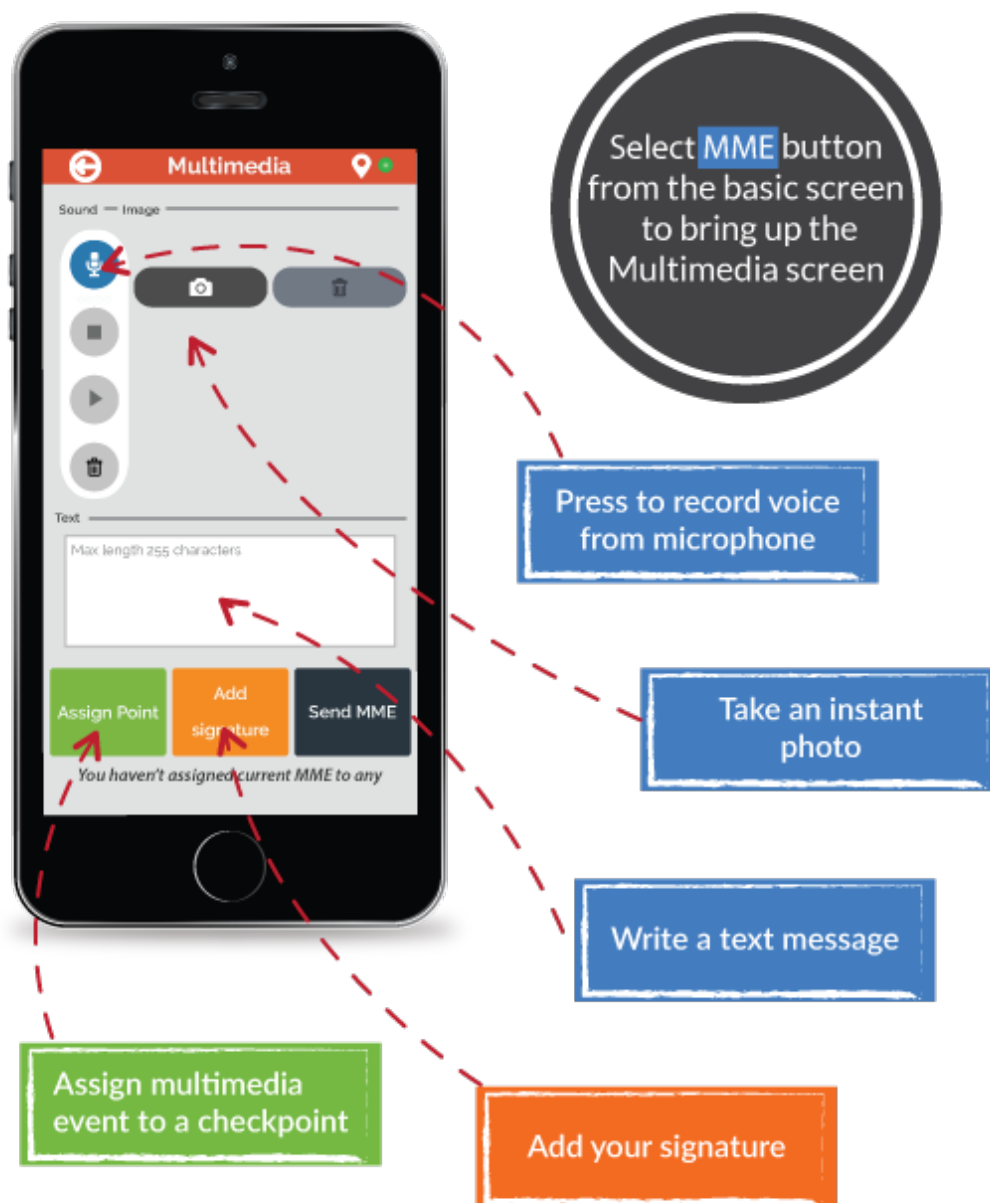 Multimedia
Sound
Image
Text
Max length 255 characters
Assign Point
Add
signature
Send MME
You haven't assigned current MME to any
Select MME button
from the basic screen
to bring up the
Multimedia screen
Press to record voice
from microphone
Take an instant
photo
Write a text message
Assign multimedia
event to a checkpoint
Add your signature